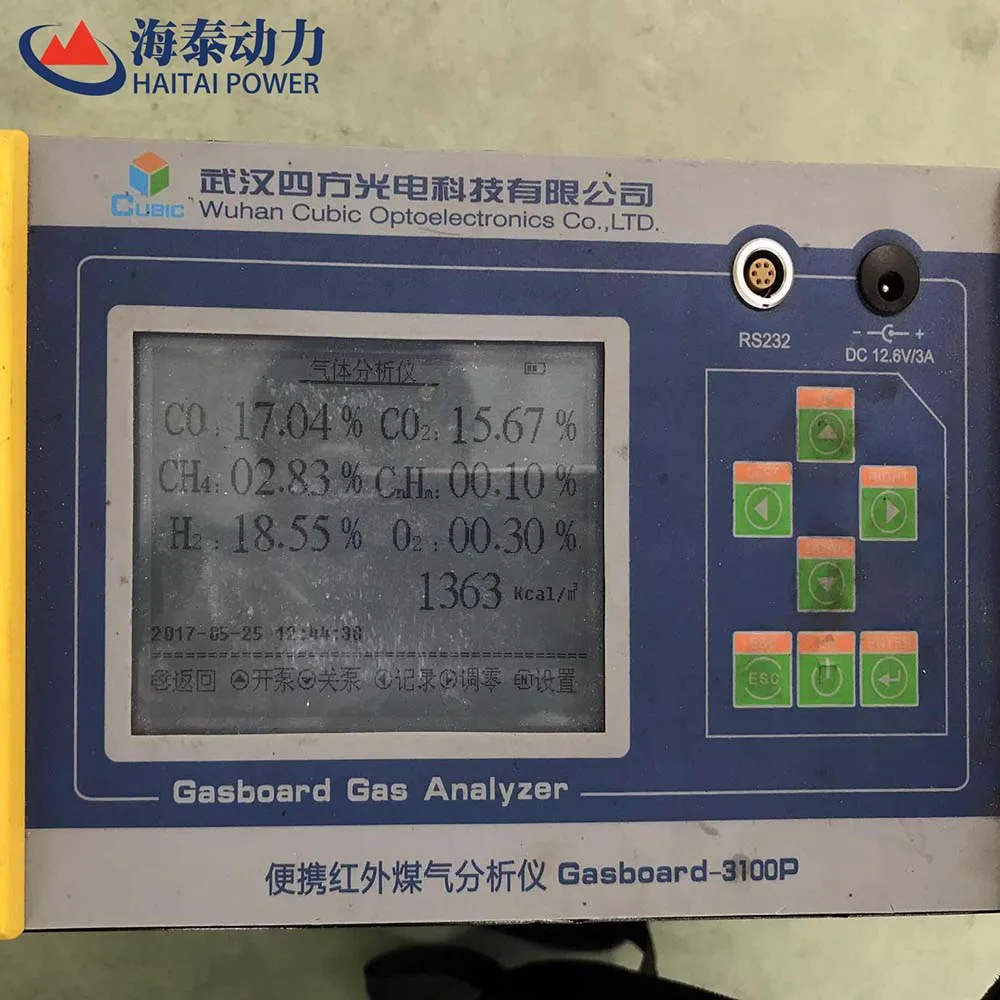 海泰动力
HAITAI POWER
CUBIC
武汉四方光电科技有限公司
Wuhan Cubic Optoelectronics Co.,LTD.
RS232
- +
DC 12.6V/3A
气体分析仪
CO: 17.04 % CO₂: 15.67 %
CH₄: 02.83 % CₙHₘ: 00.10 %
H₂: 18.55 % O₂: 00.30 %
1363 Kcal/m³
2017-05-25 12:44:38
返回 开泵 关泵 记录 调零 ENT设置
ESC
Gasboard Gas Analyzer
便携红外煤气分析仪 Gasboard-3100P